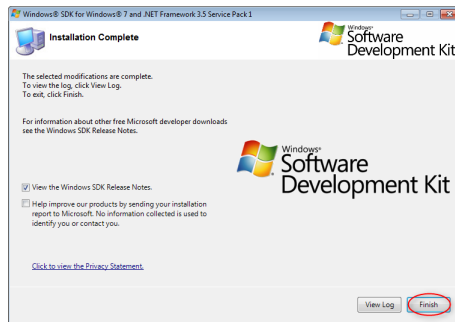 Windows® SDK for Windows® 7 and .NET Framework 3.5 Service Pack 1
Installation Complete
Windows®
Software
Development Kit
The selected modifications are complete.
To view the log, click View Log.
To exit, click Finish.
For information about other free Microsoft developer downloads
see the Windows SDK Release Notes.
Windows®
Software
Development Kit
View the Windows SDK Release Notes.
Help improve our products by sending your installation
report to Microsoft. No information collected is used to
identify you or contact you.
Click to view the Privacy Statement.
View Log
Finish